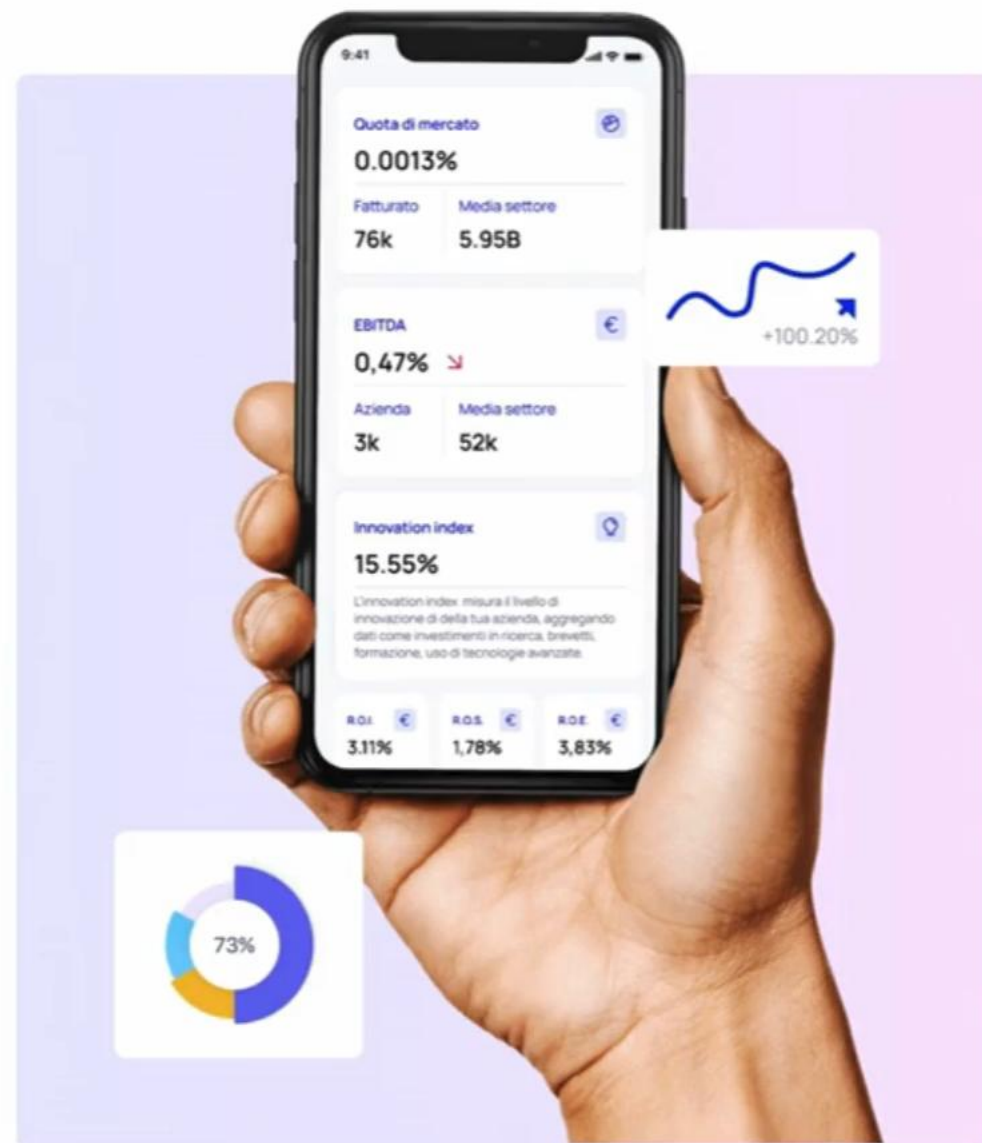 9:41
Quota di mercato
0.0013%
Fatturato Media settore
76k 5.95B
+100.20%
EBITDA
0,47%
Azienda Media settore
3k 52k
Innovation index
15.55%
L'innovation index misura il livello di
innovazione di della tua azienda, aggregando
dati come investimenti in ricerca, brevetti,
formazione, uso di tecnologie avanzate.
R.O.I. € R.O.S. € R.O.E. €
3.11% 1,78% 3,83%
73%